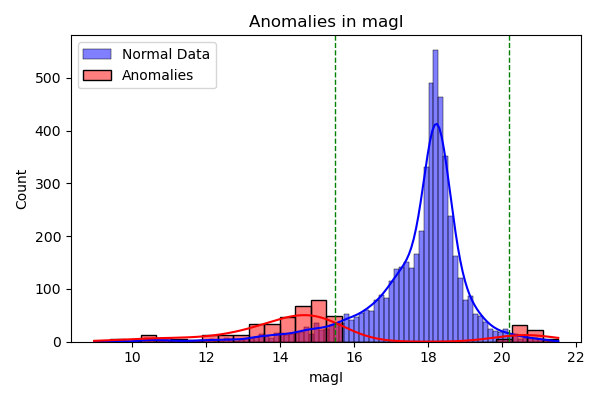 Anomalies in magI
Normal Data
Anomalies
Count
500
400
300
200
100
0
10 12 14 16 18 20 22
magI